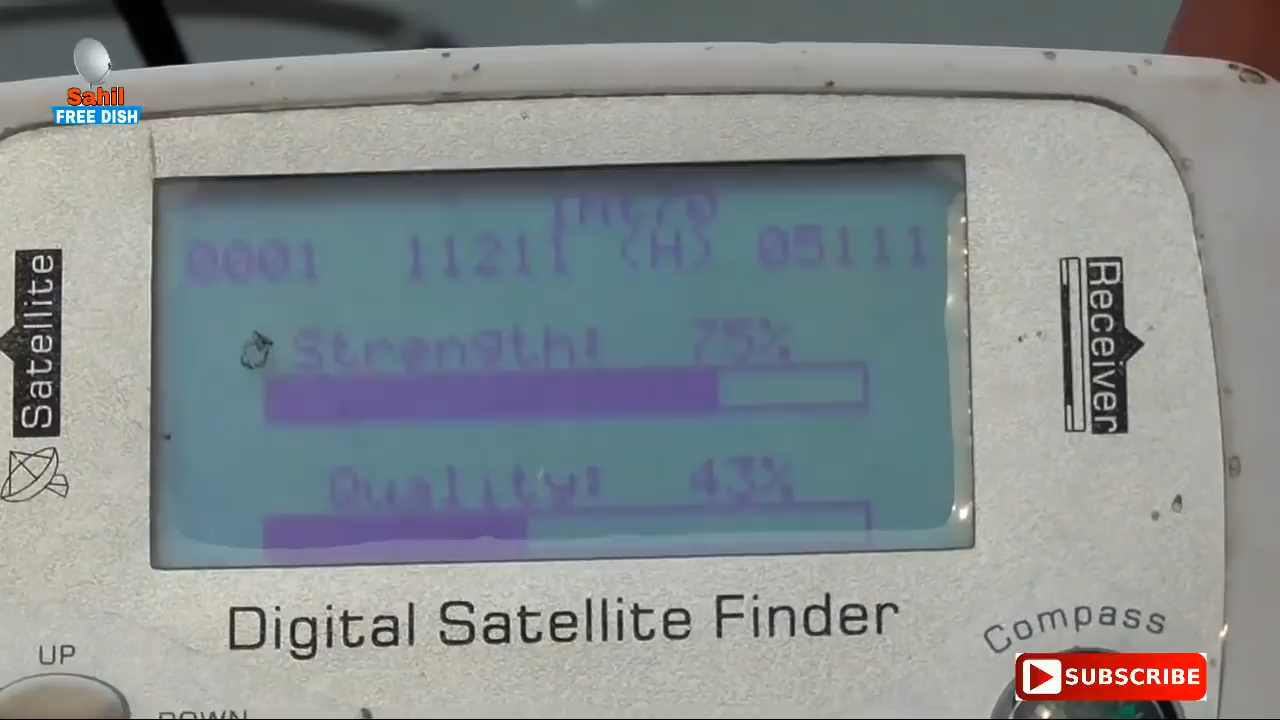 Sahil
FREE DISH
0001 11211 (H) 05111
Strength: 75%
Quality: 43%
Satellite
Receiver
Digital Satellite Finder
Compass
UP
DOWN
SUBSCRIBE